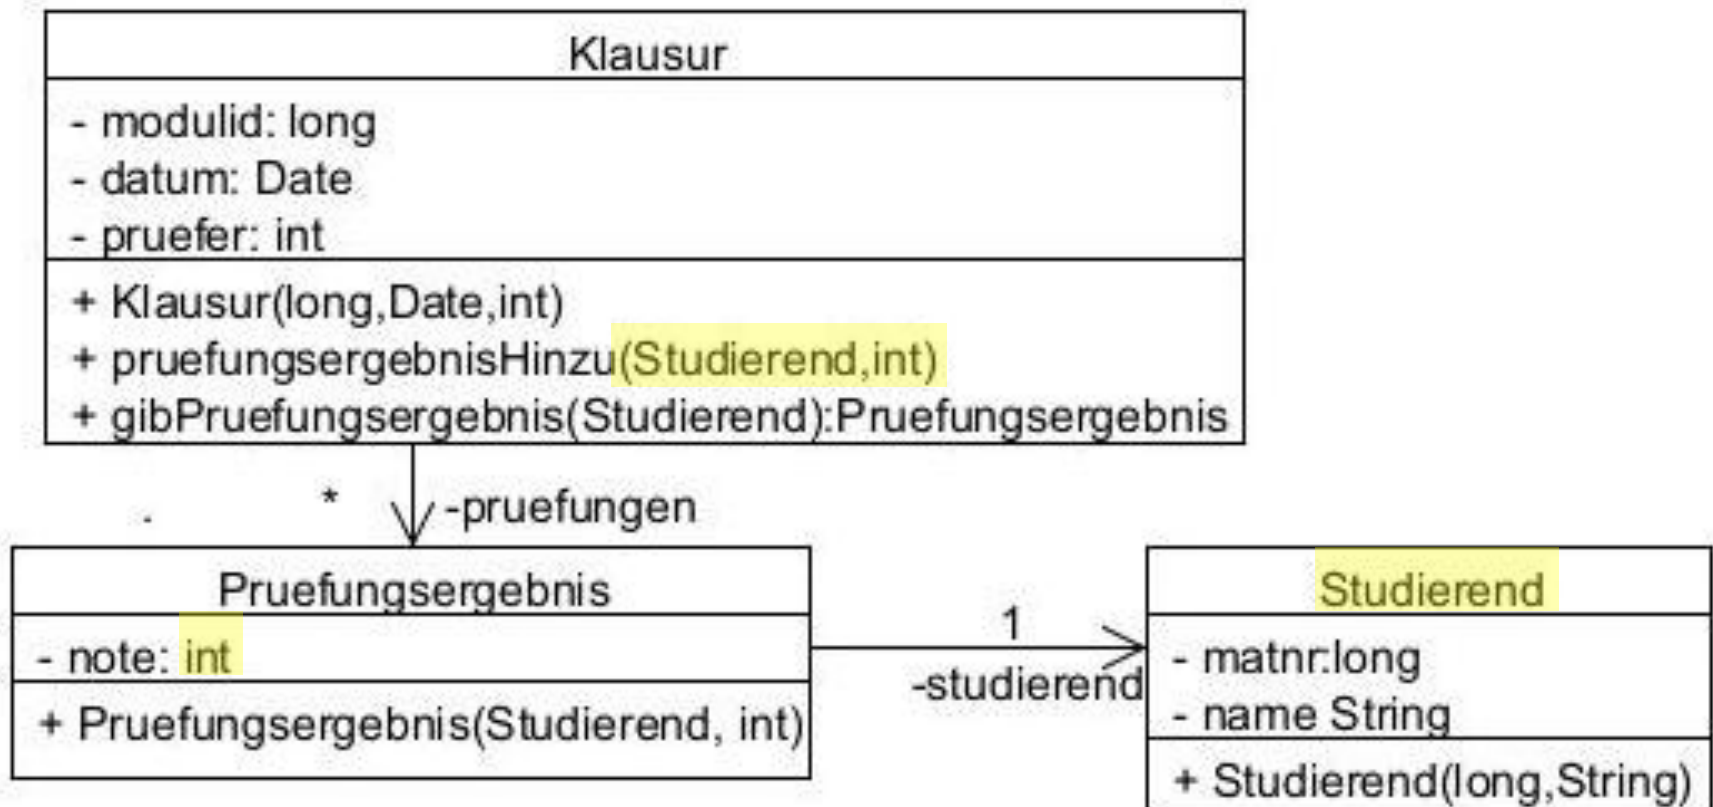 Klausur
- modulid: long
- datum: Date
- pruefer: int
+ Klausur(long,Date,int)
+ pruefungsergebnisHinzu(Studierend,int)
+ gibPruefungsergebnis(Studierend):Pruefungsergebnis
* -pruefungen
Pruefungsergebnis
- note: int
+ Pruefungsergebnis(Studierend, int)
1
-studierend
Studierend
- matnr:long
- name String
+ Studierend(long,String)